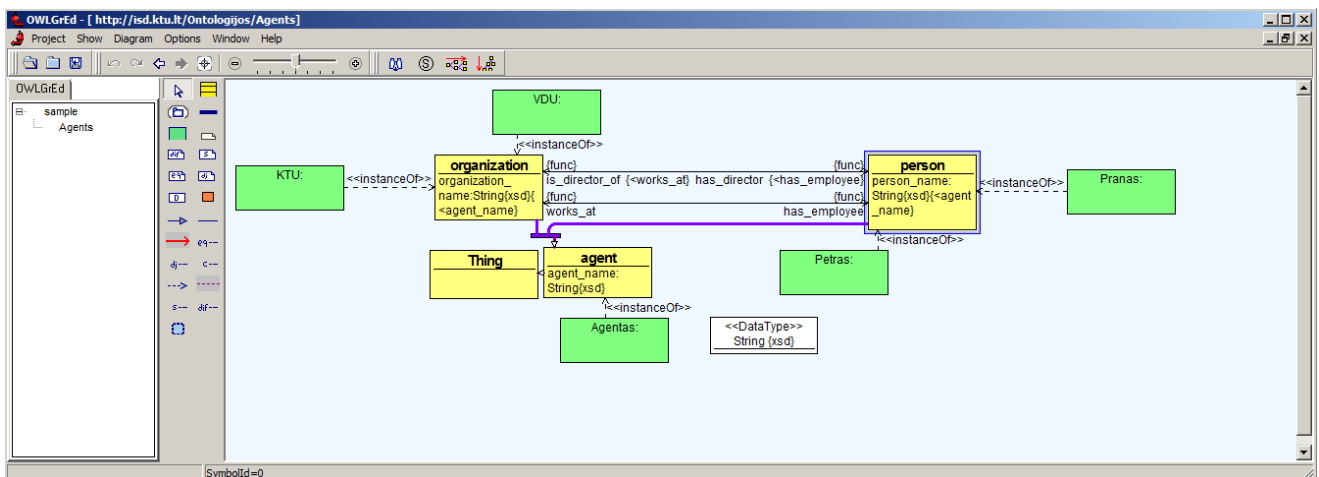 OWLGrEd - [ http://isd.ktu.lt/Ontologijos/Agents]
Project Show Diagram Options Window Help
OWLGrEd
sample
Agents
VDU:
<<instanceOf>>
KTU:
<<instanceOf>>
organization
organization_
name:String{xsd}{
<agent_name}
{func}
{func}
is_director_of {<works_at}
has_director {<has_employee}
{func}
{func}
works_at
has_employee
person
person_name:
String{xsd}{<agent
_name}
<<instanceOf>>
Pranas:
<<instanceOf>>
Petras:
Thing
agent
agent_name:
String{xsd}
<<instanceOf>>
Agentas:
<<DataType>>
String {xsd}
S
D
eq--
dj--
c--
s--
dif--
SymbolId=0